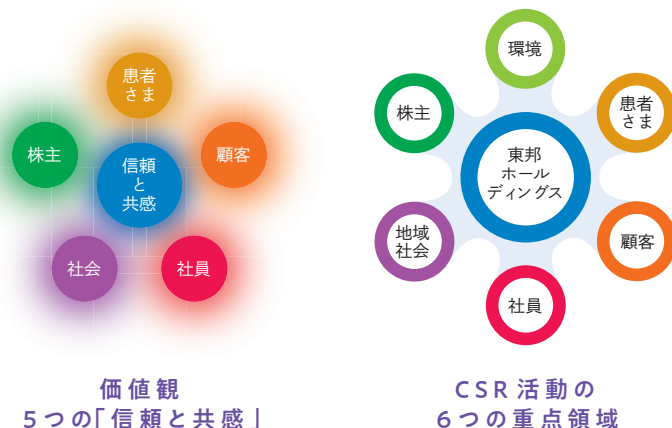 患者
さま
株主
信頼
と
共感
顧客
社会
社員
価値観
5つの「信頼と共感」
環境
株主
患者
さま
東邦
ホール
ディングス
地域
社会
顧客
社員
CSR活動の
6つの重点領域